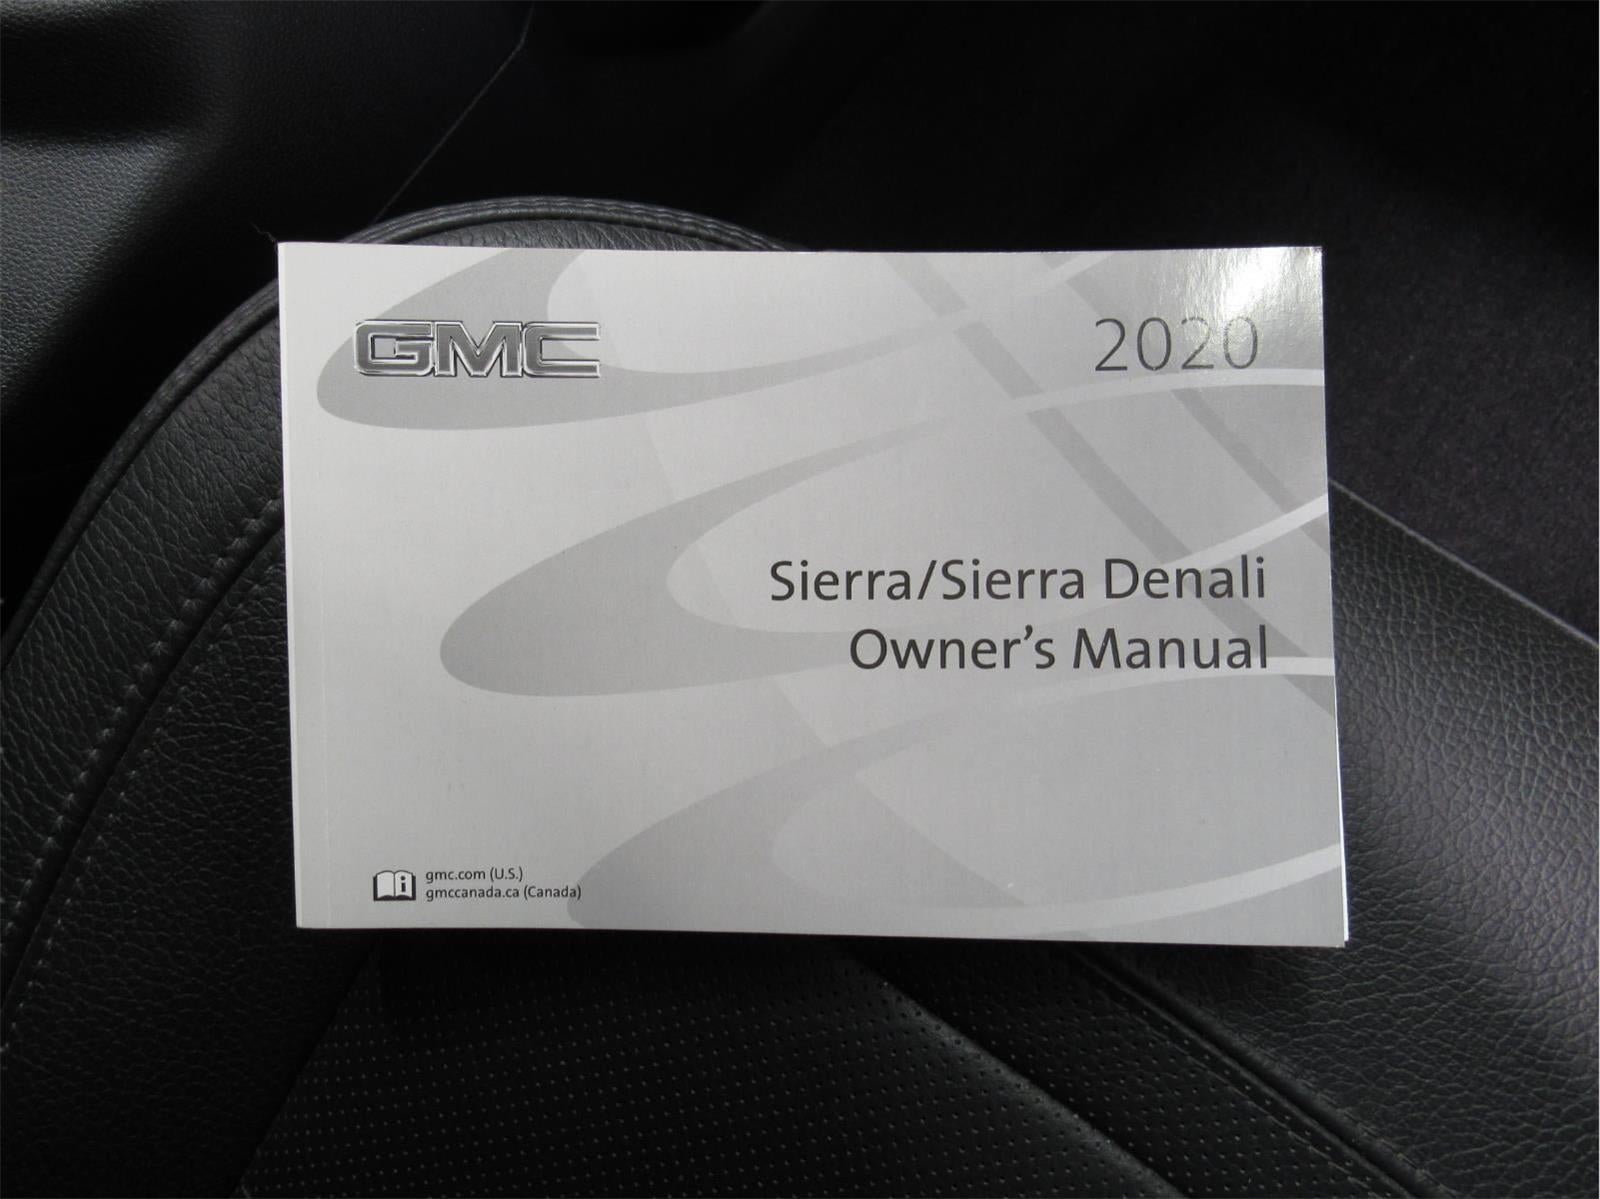 GMC
2020
Sierra/Sierra Denali
Owner's Manual
gmc.com (U.S.)
gmccanada.ca (Canada)